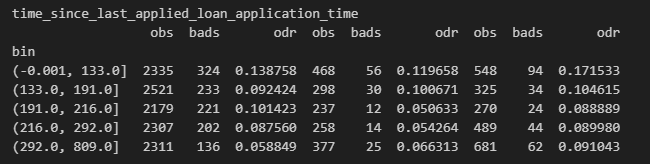 time_since_last_applied_loan_application_time
obs bads odr obs bads odr obs bads odr
bin
(-0.001, 133.0] 2335 324 0.138758 468 56 0.119658 548 94 0.171533
(133.0, 191.0] 2521 233 0.092424 298 30 0.100671 325 34 0.104615
(191.0, 216.0] 2179 221 0.101423 237 12 0.050633 270 24 0.088889
(216.0, 292.0] 2307 202 0.087560 258 14 0.054264 489 44 0.089980
(292.0, 809.0] 2311 136 0.058849 377 25 0.066313 681 62 0.091043